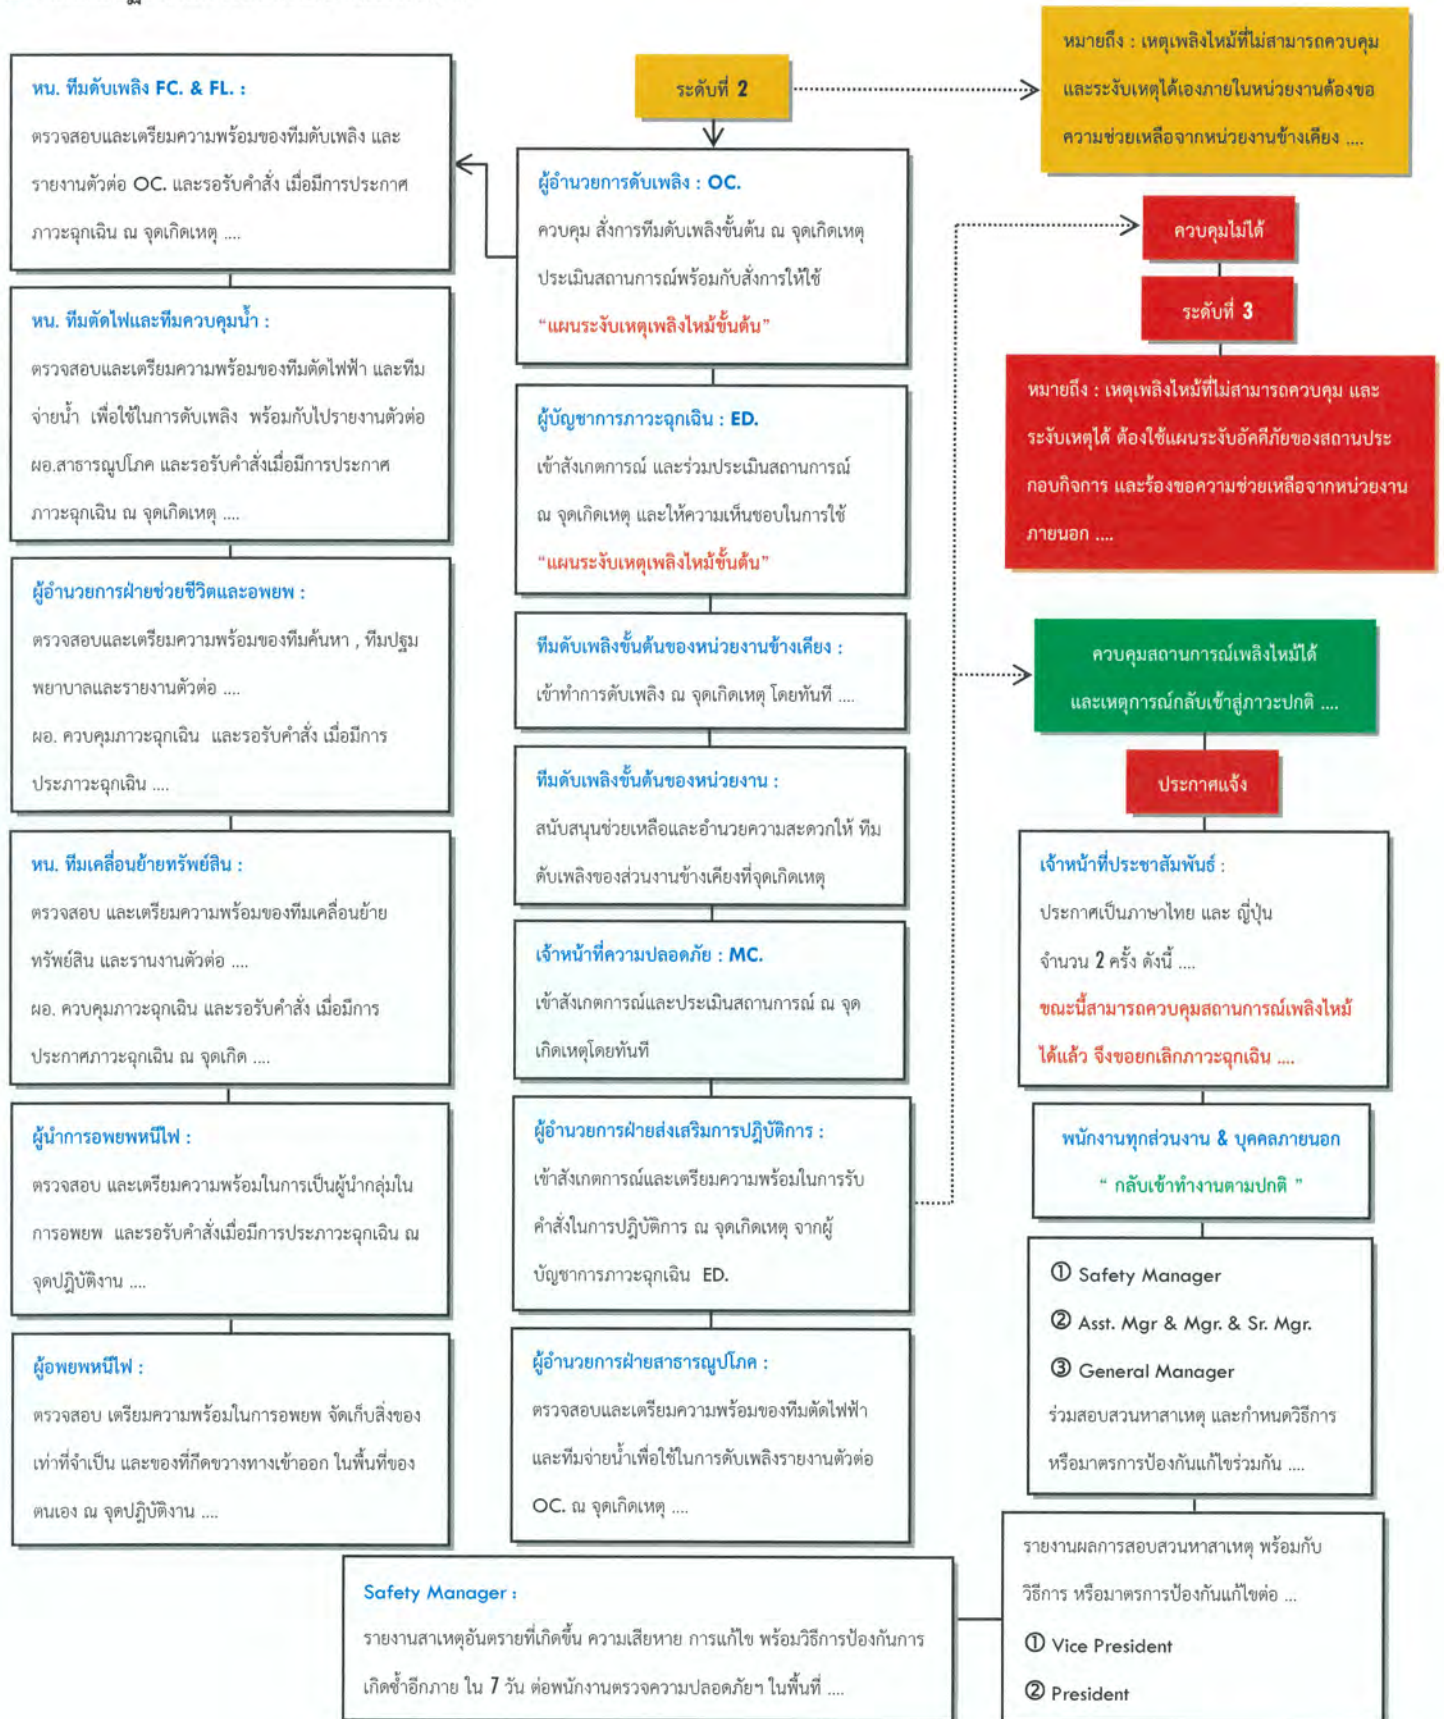 ระดับที่ 2
หมายถึง : เหตุเพลิงไหม้ที่ไม่สามารถควบคุม
และระงับเหตุได้เองภายในหน่วยงานต้องขอ
ความช่วยเหลือจากหน่วยงานข้างเคียง ....
หน. ทีมดับเพลิง FC. & FL. :
ตรวจสอบและเตรียมความพร้อมของทีมดับเพลิง และ
รายงานตัวต่อ OC. และรอรับคำสั่ง เมื่อมีการประกาศ
ภาวะฉุกเฉิน ณ จุดเกิดเหตุ ....
หน. ทีมตัดไฟและทีมควบคุมน้ำ :
ตรวจสอบและเตรียมความพร้อมของทีมตัดไฟฟ้า และทีม
จ่ายน้ำ เพื่อใช้ในการดับเพลิง พร้อมกับไปรายงานตัวต่อ
ผอ.สาธารณูปโภค และรอรับคำสั่งเมื่อมีการประกาศ
ภาวะฉุกเฉิน ณ จุดเกิดเหตุ ....
ผู้อำนวยการฝ่ายช่วยชีวิตและอพยพ :
ตรวจสอบและเตรียมความพร้อมของทีมค้นหา , ทีมปฐม
พยาบาลและรายงานตัวต่อ ....
ผอ. ควบคุมภาวะฉุกเฉิน และรอรับคำสั่ง เมื่อมีการ
ประภาวะฉุกเฉิน ....
หน. ทีมเคลื่อนย้ายทรัพย์สิน :
ตรวจสอบ และเตรียมความพร้อมของทีมเคลื่อนย้าย
ทรัพย์สิน และรานงานตัวต่อ ....
ผอ. ควบคุมภาวะฉุกเฉิน และรอรับคำสั่ง เมื่อมีการ
ประกาศภาวะฉุกเฉิน ณ จุดเกิด ....
ผู้นำการอพยพหนีไฟ :
ตรวจสอบ และเตรียมความพร้อมในการเป็นผู้นำกลุ่มใน
การอพยพ และรอรับคำสั่งเมื่อมีการประภาวะฉุกเฉิน ณ
จุดปฎิบัติงาน ....
ผู้อพยพหนีไฟ :
ตรวจสอบ เตรียมความพร้อมในการอพยพ จัดเก็บสิ่งของ
เท่าที่จำเป็น และของที่กีดขวางทางเข้าออก ในพื้นที่ของ
ตนเอง ณ จุดปฎิบัติงาน ....
ผู้อำนวยการดับเพลิง : OC.
ควบคุม สั่งการทีมดับเพลิงขั้นต้น ณ จุดเกิดเหตุ
ประเมินสถานการณ์พร้อมกับสั่งการให้ใช้
“แผนระงับเหตุเพลิงไหม้ขั้นต้น”
ผู้บัญชาการภาวะฉุกเฉิน : ED.
เข้าสังเกตการณ์ และร่วมประเมินสถานการณ์
ณ จุดเกิดเหตุ และให้ความเห็นชอบในการใช้
“แผนระงับเหตุเพลิงไหม้ขั้นต้น”
ทีมดับเพลิงขั้นต้นของหน่วยงานข้างเคียง :
เข้าทำการดับเพลิง ณ จุดเกิดเหตุ โดยทันที ....
ทีมดับเพลิงขั้นต้นของหน่วยงาน :
สนับสนุนช่วยเหลือและอำนวยความสะดวกให้ ทีม
ดับเพลิงของส่วนงานข้างเคียงที่จุดเกิดเหตุ
เจ้าหน้าที่ความปลอดภัย : MC.
เข้าสังเกตการณ์และประเมินสถานการณ์ ณ จุด
เกิดเหตุโดยทันที
ผู้อำนวยการฝ่ายส่งเสริมการปฎิบัติการ :
เข้าสังเกตการณ์และเตรียมความพร้อมในการรับ
คำสั่งในการปฎิบัติการ ณ จุดเกิดเหตุ จากผู้
บัญชาการภาวะฉุกเฉิน ED.
ผู้อำนวยการฝ่ายสาธารณูปโภค :
ตรวจสอบและเตรียมความพร้อมของทีมตัดไฟฟ้า
และทีมจ่ายน้ำเพื่อใช้ในการดับเพลิงรายงานตัวต่อ
OC. ณ จุดเกิดเหตุ ....
ควบคุมไม่ได้
ระดับที่ 3
หมายถึง : เหตุเพลิงไหม้ที่ไม่สามารถควบคุม และ
ระงับเหตุได้ ต้องใช้แผนระงับอัคคีภัยของสถานประ
กอบกิจการ และร้องขอความช่วยเหลือจากหน่วยงาน
ภายนอก ....
ควบคุมสถานการณ์เพลิงไหม้ได้
และเหตุการณ์กลับเข้าสู่ภาวะปกติ ....
ประกาศแจ้ง
เจ้าหน้าที่ประชาสัมพันธ์ :
ประกาศเป็นภาษาไทย และ ญี่ปุ่น
จำนวน 2 ครั้ง ดังนี้ ....
ขณะนี้สามารถควบคุมสถานการณ์เพลิงไหม้
ได้แล้ว จึงขอยกเลิกภาวะฉุกเฉิน ....
พนักงานทุกส่วนงาน & บุคคลภายนอก
“ กลับเข้าทำงานตามปกติ ”
① Safety Manager
② Asst. Mgr & Mgr. & Sr. Mgr.
③ General Manager
ร่วมสอบสวนหาสาเหตุ และกำหนดวิธีการ
หรือมาตรการป้องกันแก้ไขร่วมกัน ....
รายงานผลการสอบสวนหาสาเหตุ พร้อมกับ
วิธีการ หรือมาตรการป้องกันแก้ไขต่อ ...
① Vice President
② President
Safety Manager :
รายงานสาเหตุอันตรายที่เกิดขึ้น ความเสียหาย การแก้ไข พร้อมวิธีการป้องกันการ
เกิดซ้ำอีกภาย ใน 7 วัน ต่อพนักงานตรวจความปลอดภัยฯ ในพื้นที่ ....